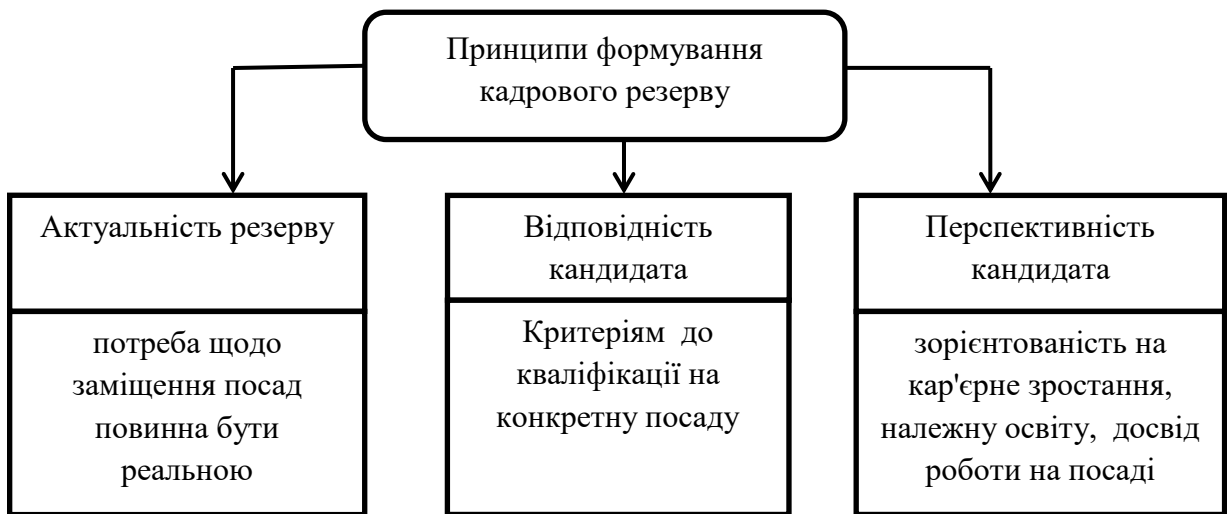 Принципи формування
кадрового резерву
Актуальність резерву
потреба щодо
заміщення посад
повинна бути
реальною
Відповідність
кандидата
Критеріям до
кваліфікації на
конкретну посаду
Перспективність
кандидата
зорієнтованість на
кар'єрне зростання,
належну освіту, досвід
роботи на посаді